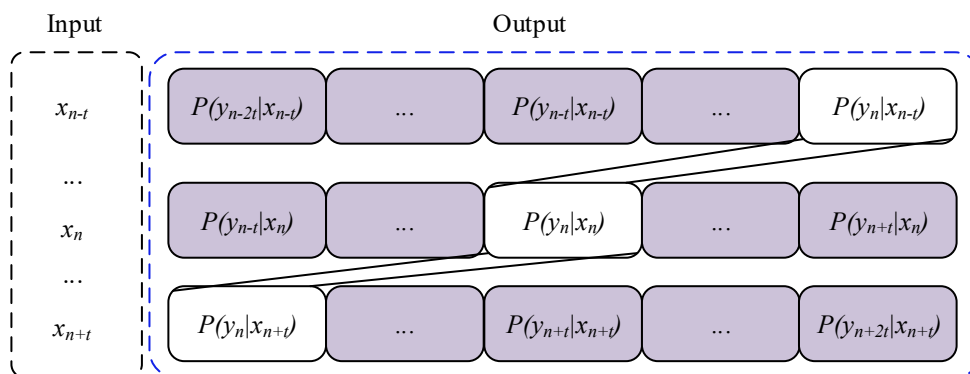 Input Output
x_{n-t} P(y_{n-2t}|x_{n-t}) ... P(y_{n-t}|x_{n-t}) ... P(y_n|x_{n-t})
...
x_n P(y_{n-t}|x_n) ... P(y_n|x_n) ... P(y_{n+t}|x_n)
...
x_{n+t} P(y_n|x_{n+t}) ... P(y_{n+t}|x_{n+t}) ... P(y_{n+2t}|x_{n+t})